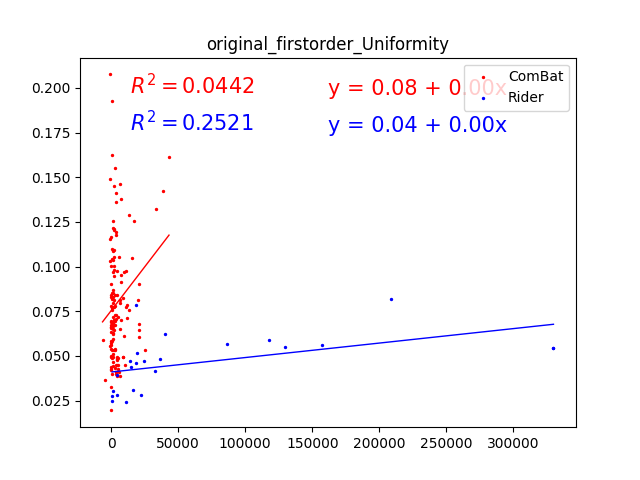 original_firstorder_Uniformity
R² = 0.0442
y = 0.08 + 0.00x
ComBat
Rider
R² = 0.2521
y = 0.04 + 0.00x
0.200
0.175
0.150
0.125
0.100
0.075
0.050
0.025
0 50000 100000 150000 200000 250000 300000